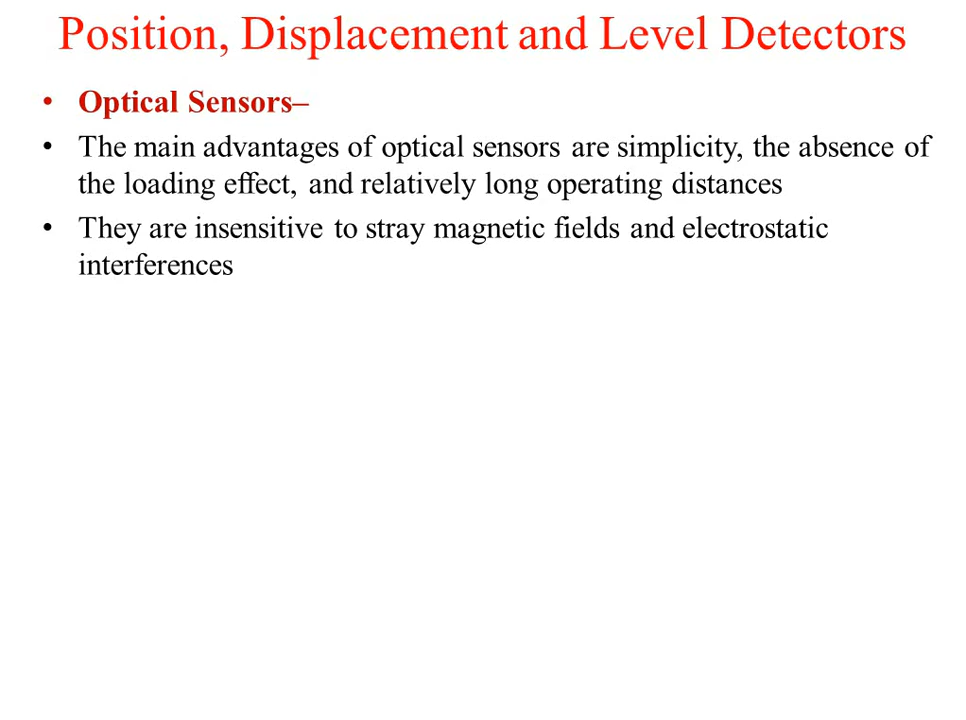 Position, Displacement and Level Detectors
• Optical Sensors–
• The main advantages of optical sensors are simplicity, the absence of
the loading effect, and relatively long operating distances
• They are insensitive to stray magnetic fields and electrostatic
interferences